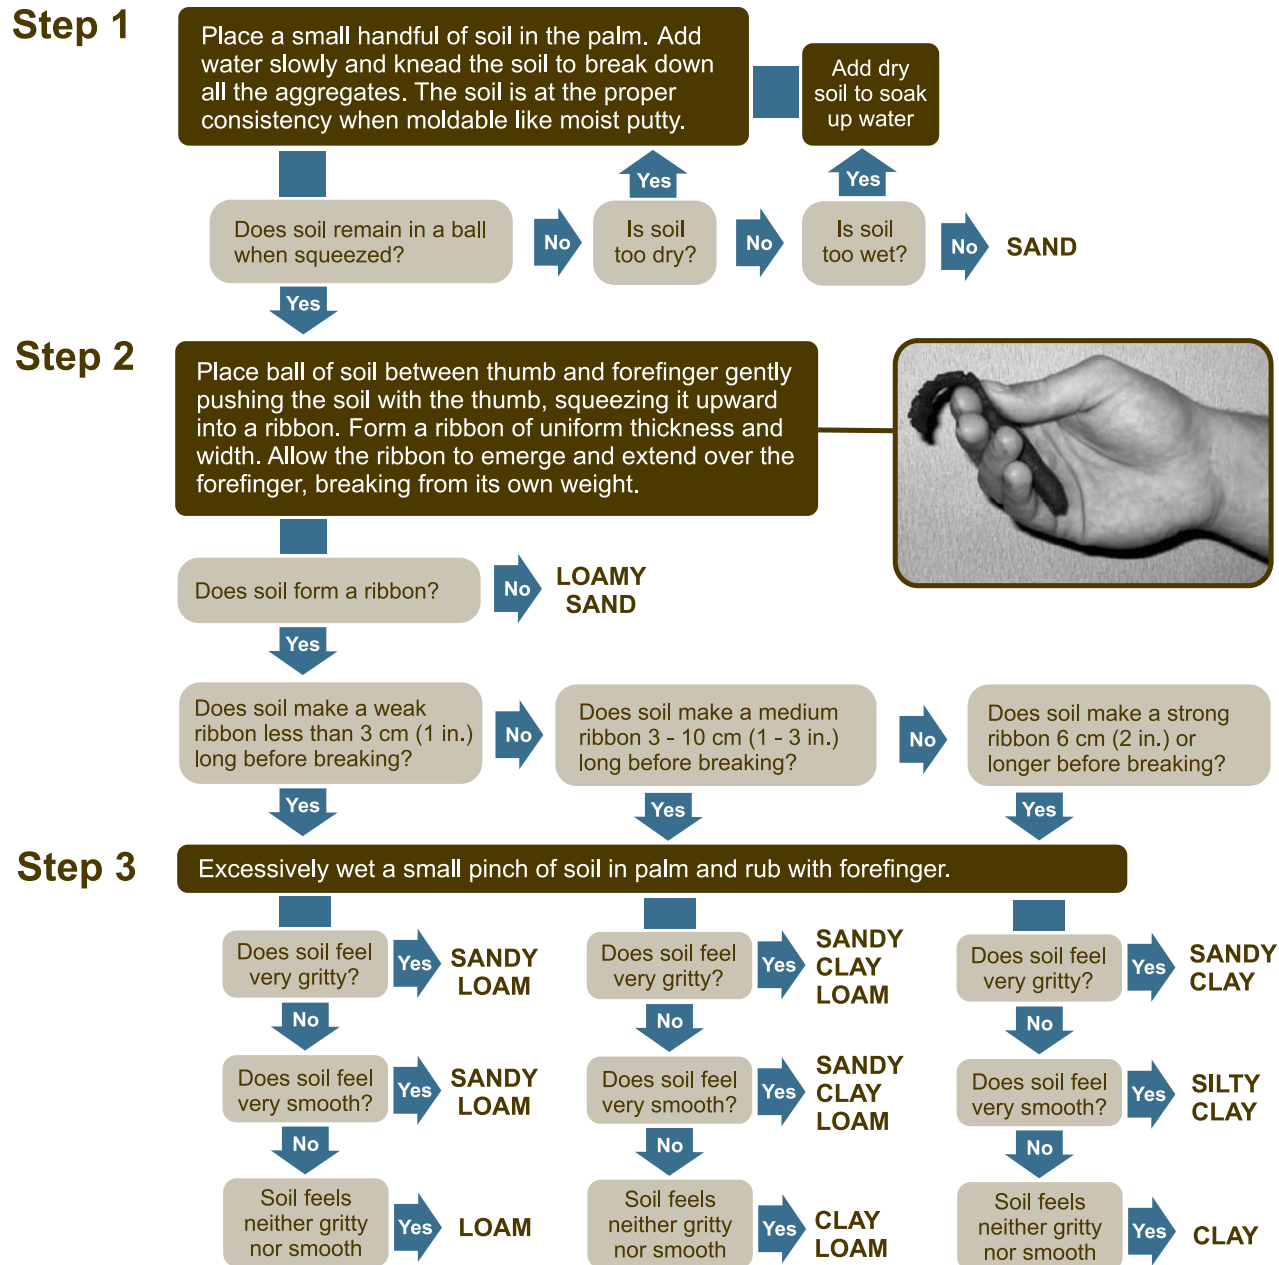 Step 1
Place a small handful of soil in the palm. Add
water slowly and knead the soil to break down
all the aggregates. The soil is at the proper
consistency when moldable like moist putty.
Add dry
soil to soak
up water
Yes
Yes
Does soil remain in a ball
when squeezed?
No
Is soil
too dry?
No
Is soil
too wet?
No
SAND
Yes
Step 2
Place ball of soil between thumb and forefinger gently
pushing the soil with the thumb, squeezing it upward
into a ribbon. Form a ribbon of uniform thickness and
width. Allow the ribbon to emerge and extend over the
forefinger, breaking from its own weight.
Does soil form a ribbon?
No
LOAMY
SAND
Yes
Does soil make a weak
ribbon less than 3 cm (1 in.)
long before breaking?
No
Does soil make a medium
ribbon 3 - 10 cm (1 - 3 in.)
long before breaking?
No
Does soil make a strong
ribbon 6 cm (2 in.) or
longer before breaking?
Yes
Yes
Yes
Step 3
Excessively wet a small pinch of soil in palm and rub with forefinger.
Does soil feel
very gritty?
Yes
SANDY
LOAM
Does soil feel
very gritty?
Yes
SANDY
CLAY
LOAM
Does soil feel
very gritty?
Yes
SANDY
CLAY
No
No
No
Does soil feel
very smooth?
Yes
SANDY
LOAM
Does soil feel
very smooth?
Yes
SANDY
CLAY
LOAM
Does soil feel
very smooth?
Yes
SILTY
CLAY
No
No
No
Soil feels
neither gritty
nor smooth
Yes
LOAM
Soil feels
neither gritty
nor smooth
Yes
CLAY
LOAM
Soil feels
neither gritty
nor smooth
Yes
CLAY